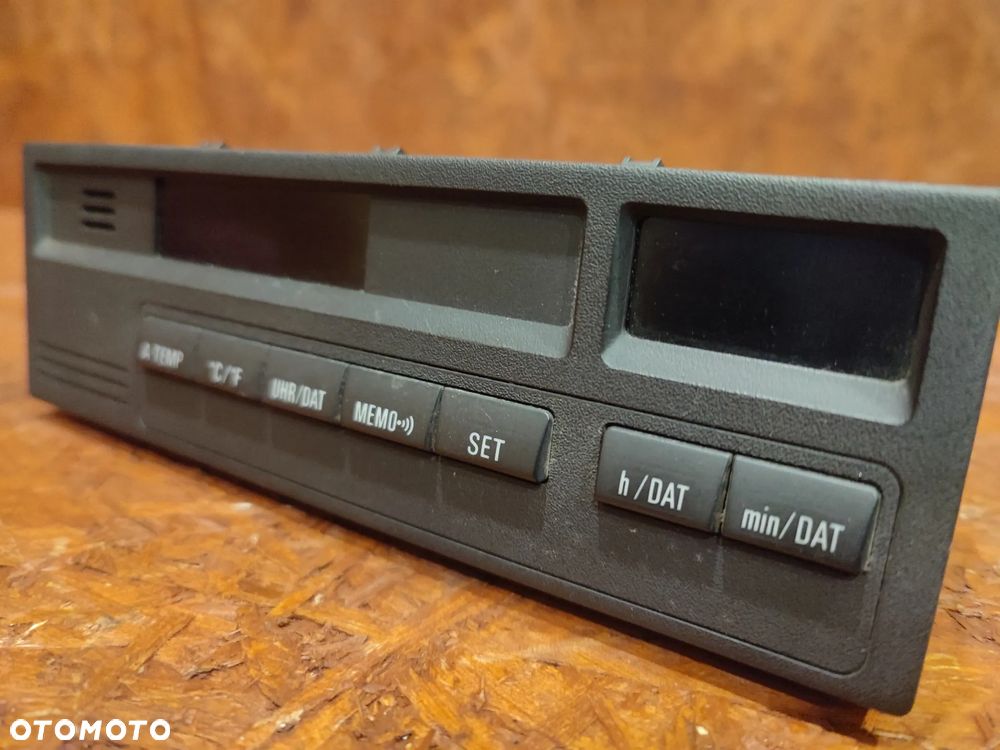 A-TEMP °C/°F UHR/DAT MEMO SET h/DAT min/DAT
OTOMOTO